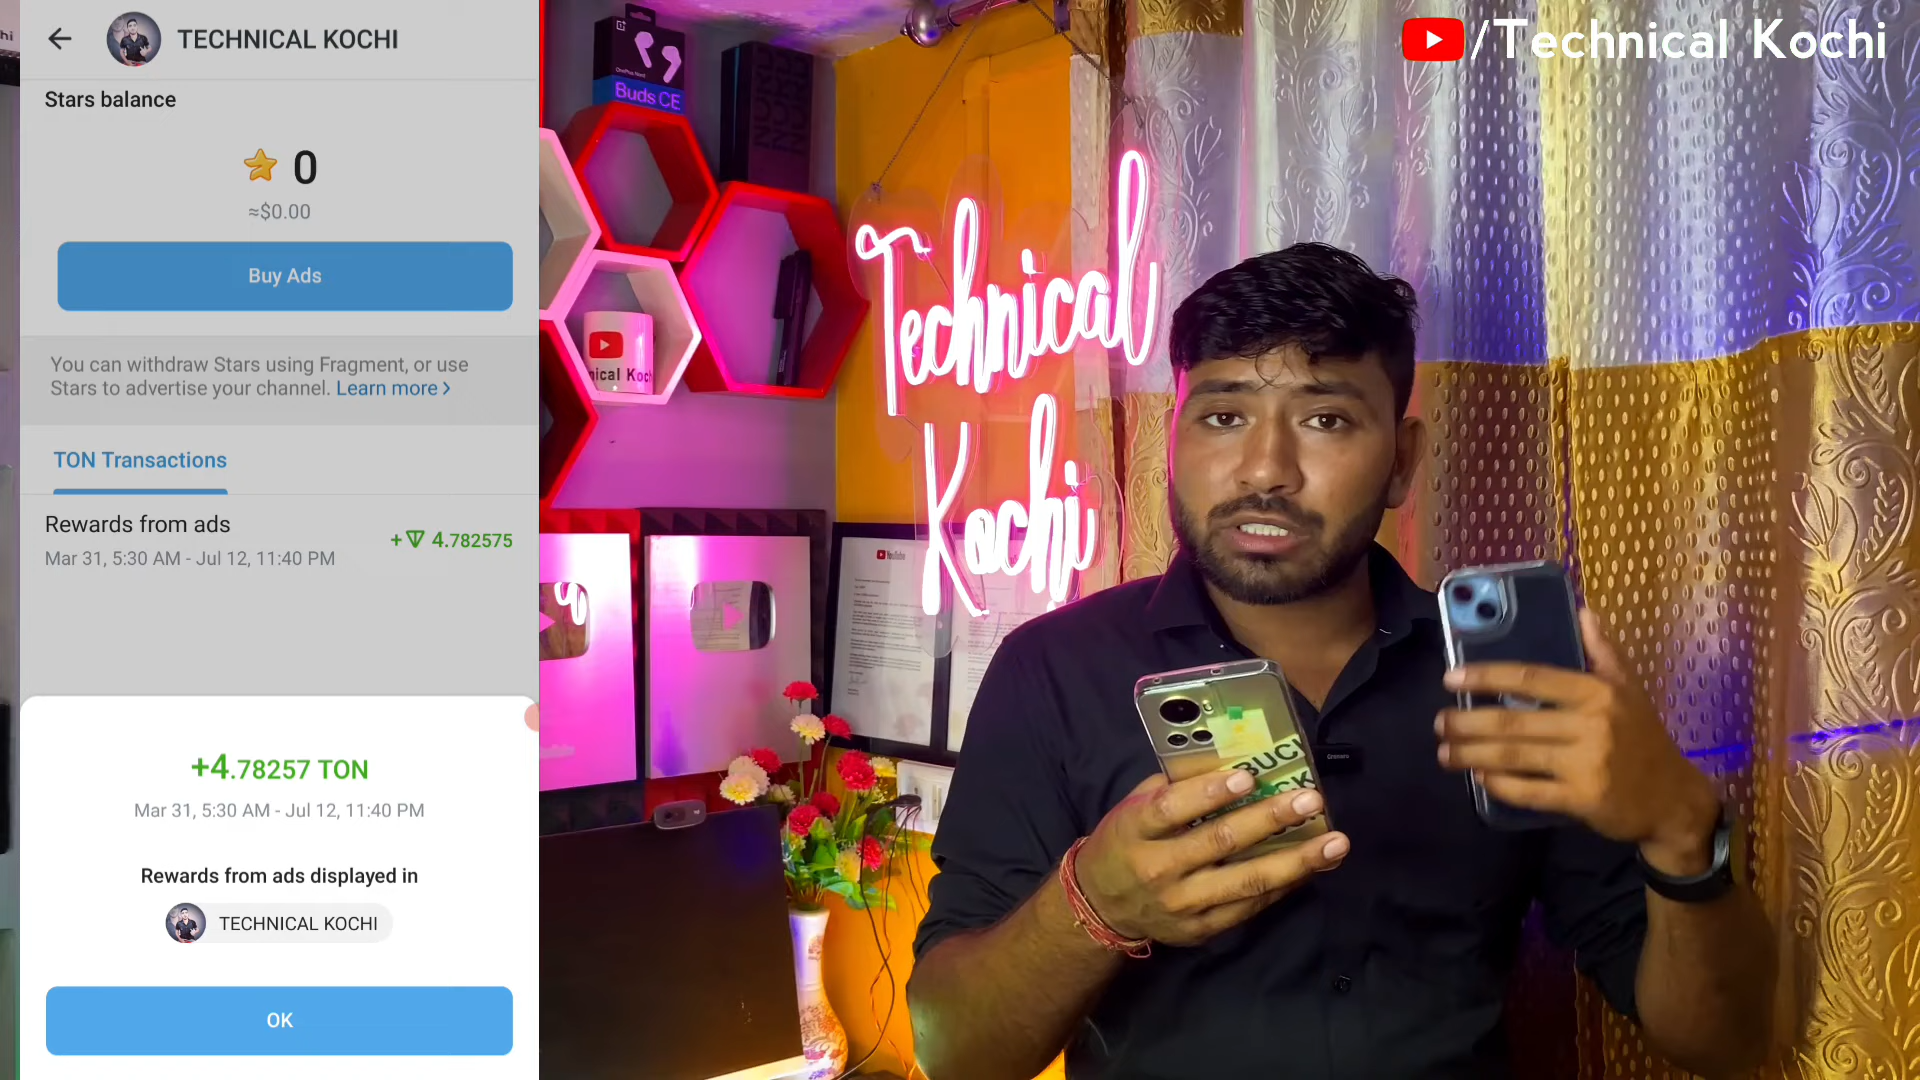 TECHNICAL KOCHI
Stars balance
0
≈$0.00
Buy Ads
You can withdraw Stars using Fragment, or use
Stars to advertise your channel. Learn more >
TON Transactions
Rewards from ads
+ 4.782575
Mar 31, 5:30 AM - Jul 12, 11:40 PM
+4.78257 TON
Mar 31, 5:30 AM - Jul 12, 11:40 PM
Rewards from ads displayed in
TECHNICAL KOCHI
OK
/Technical Kochi
Buds CE
Technical
Kochi
nical Koch
YouTube